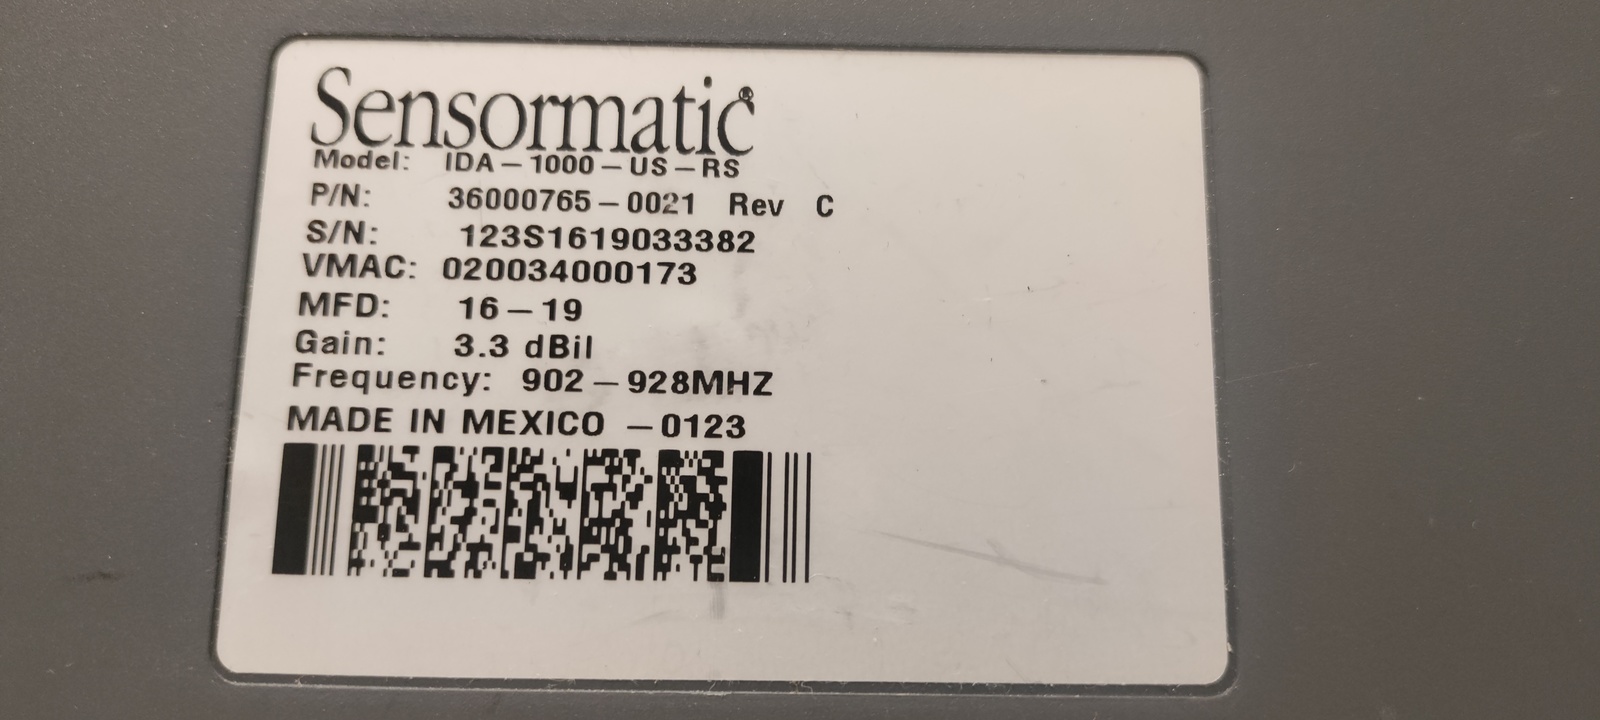 Sensormatic®
Model: IDA-1000-US-RS
P/N: 36000765-0021 Rev C
S/N: 123S1619033382
VMAC: 020034000173
MFD: 16-19
Gain: 3.3 dBil
Frequency: 902-928MHZ
MADE IN MEXICO -0123